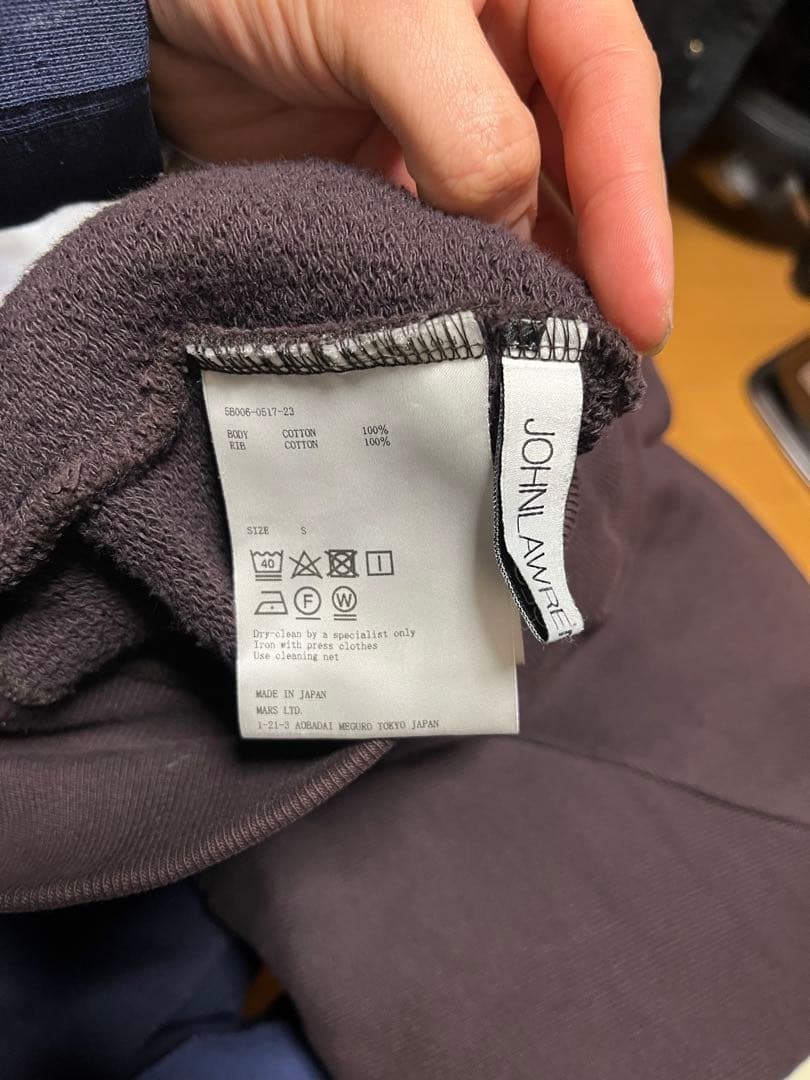 5B006-0517-23
BODY COTTON 100%
RIB COTTON 100%
SIZE S
40
F W
Dry-clean by a specialist only
Iron with press clothes
Use cleaning net
MADE IN JAPAN
MARS LTD.
1-21-3 AOBADAI MEGURO TOKYO JAPAN
JOHNLAWREN